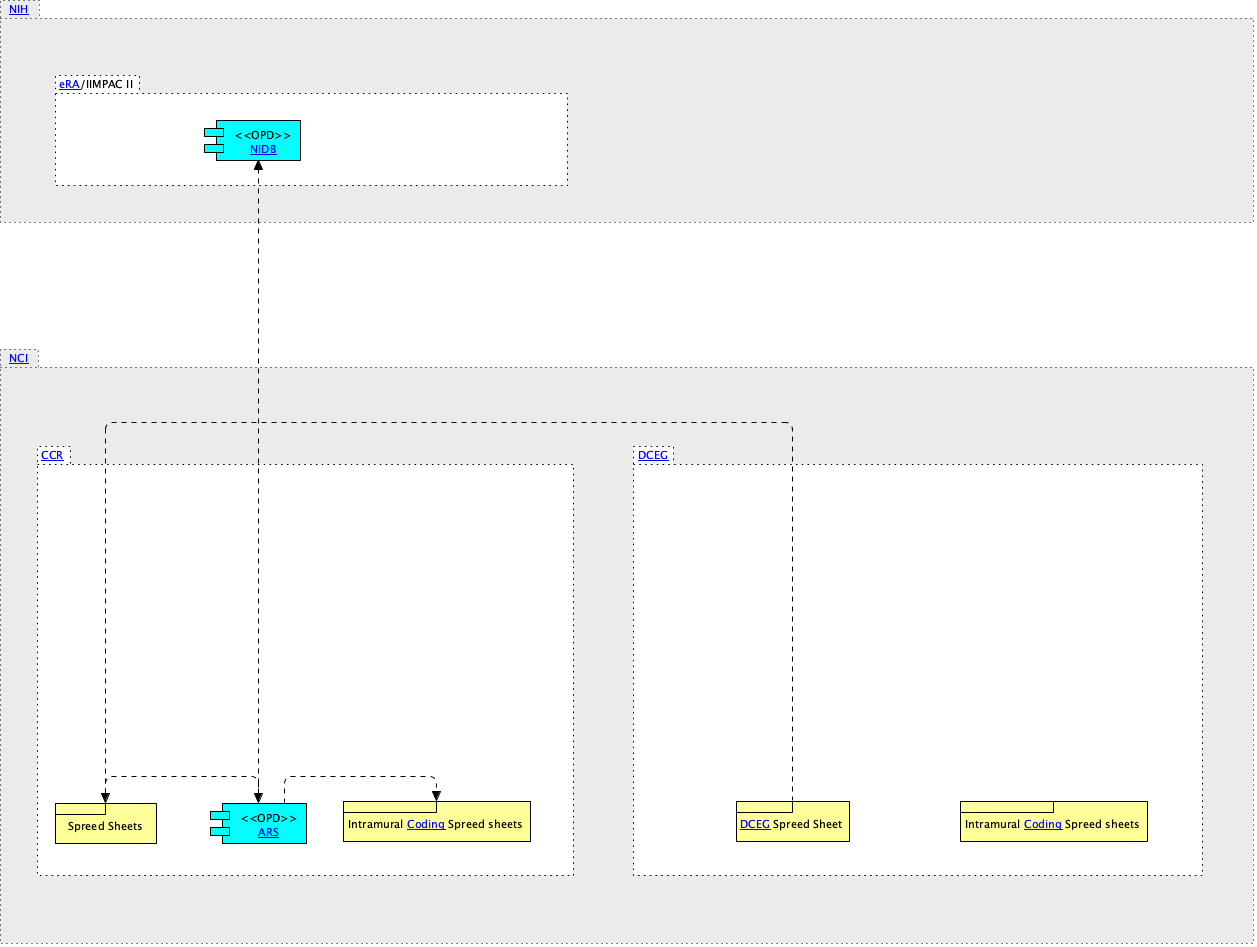 NIH
eRA/IIMPAC II
<<OPD>>
NIDB
NCI
CCR
DCEG
Spreed Sheets
<<OPD>>
ARS
Intramural Coding Spreed sheets
DCEG Spreed Sheet
Intramural Coding Spreed sheets